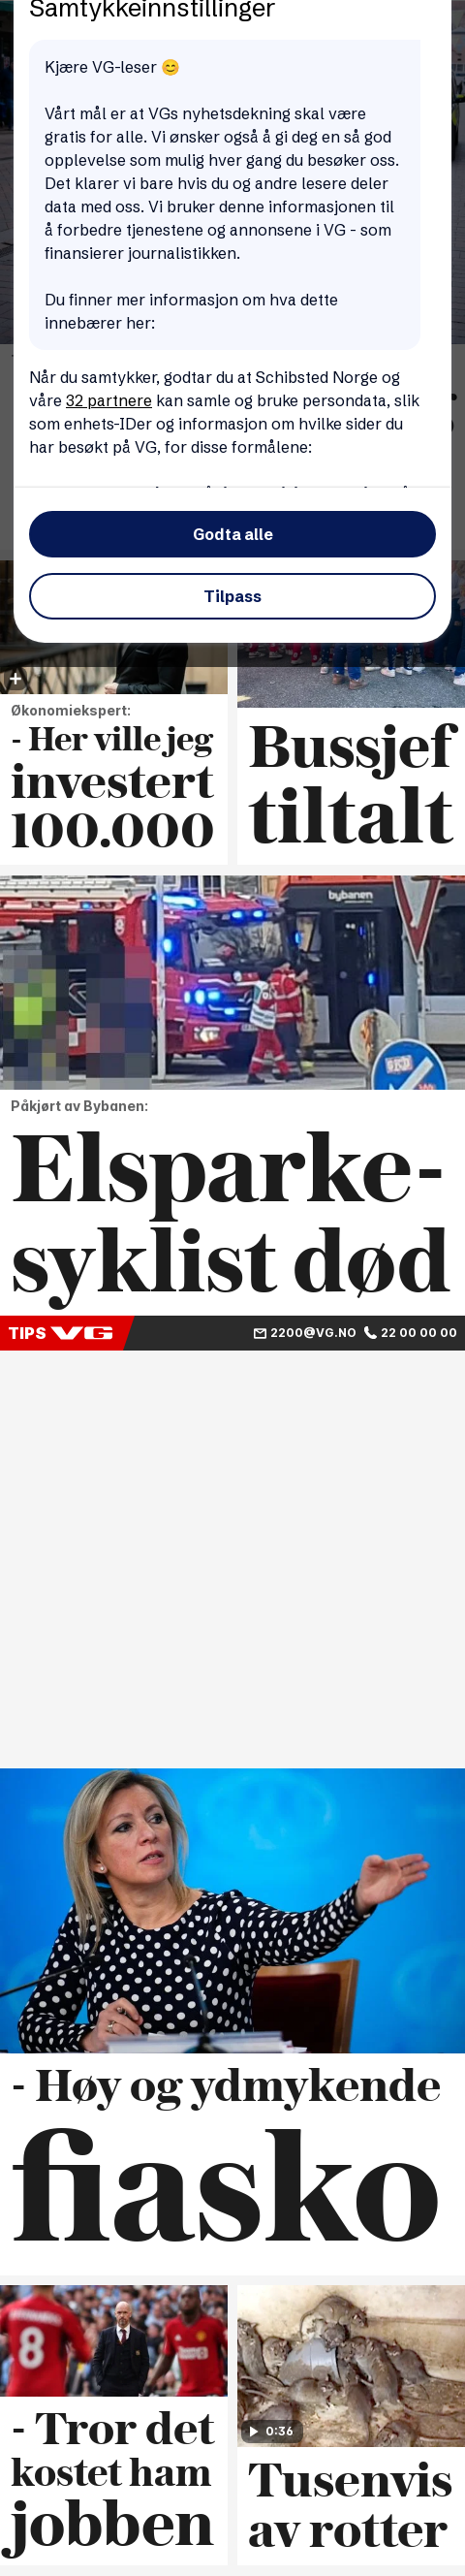 Samtykkeinnstillinger
Kjære VG-leser 😊
Vårt mål er at VGs nyhetsdekning skal være
gratis for alle. Vi ønsker også å gi deg en så god
opplevelse som mulig hver gang du besøker oss.
Det klarer vi bare hvis du og andre lesere deler
data med oss. Vi bruker denne informasjonen til
å forbedre tjenestene og annonsene i VG - som
finansierer journalistikken.
Du finner mer informasjon om hva dette
innebærer her:
Når du samtykker, godtar du at Schibsted Norge og
våre 32 partnere kan samle og bruke persondata, slik
som enhets-IDer og informasjon om hvilke sider du
har besøkt på VG, for disse formålene:
Godta alle
Tilpass
Økonomiekspert:
- Her ville jeg
investert
100.000
Bussjef
tiltalt
bybanen
Påkjørt av Bybanen:
Elsparke-
syklist død
TIPS VG
2200@VG.NO 22 00 00 00
- Høy og ydmykende
fiasko
8
- Tror det
kostet ham
jobben
0:36
Tusenvis
av rotter